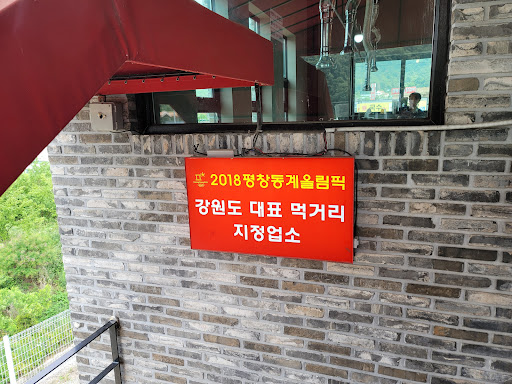 2018평창동계올림픽
강원도 대표 먹거리
지정업소